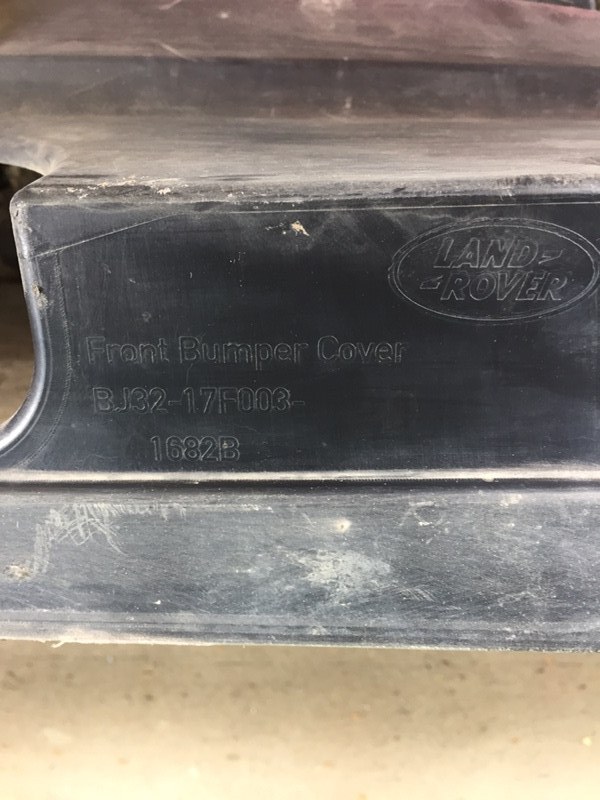 LAND-
-ROVER
Front Bumper Cover
BJ32-17F003-
1682B